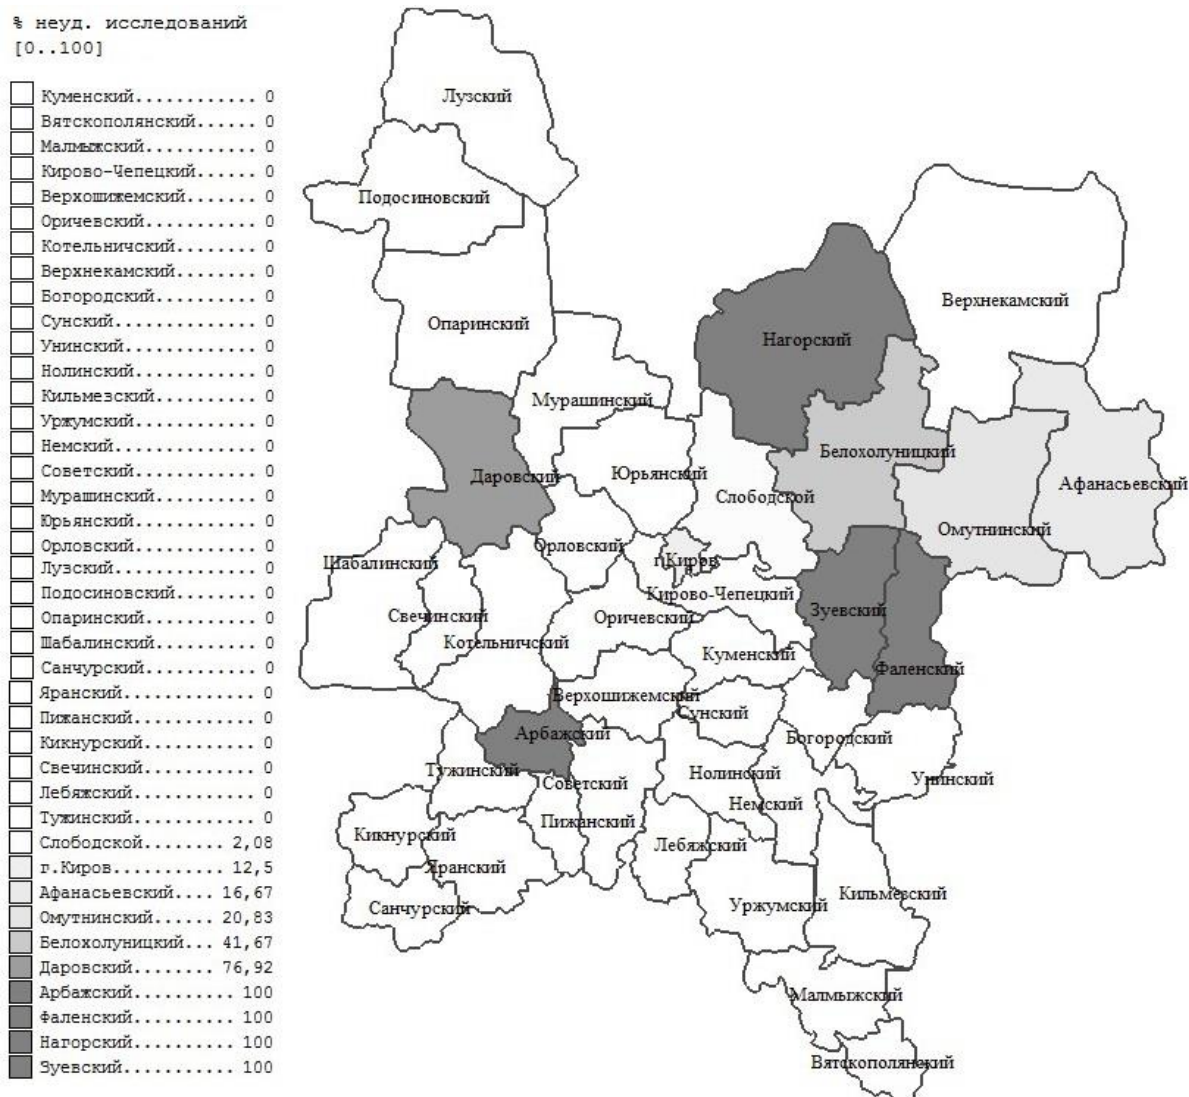 % неуд. исследований
[0..100]
Куменский............ 0
Вятскополянский...... 0
Малмыжский........... 0
Кирово-Чепецкий...... 0
Верхошижемский....... 0
Оричевский........... 0
Котельничский........ 0
Верхнекамский........ 0
Богородский.......... 0
Сунский.............. 0
Унинский............. 0
Нолинский............ 0
Кильмезский.......... 0
Уржумский............ 0
Немский.............. 0
Советский............ 0
Мурашинский.......... 0
Юрьянский............ 0
Орловский............ 0
Лузский.............. 0
Подосиновский........ 0
Опаринский........... 0
Шабалинский.......... 0
Санчурский........... 0
Яранский............. 0
Пижанский............ 0
Кикнурский........... 0
Свечинский........... 0
Лебяжский............ 0
Тужинский............ 0
Слободской......... 2,08
г.Киров............ 12,5
Афанасьевский.... 16,67
Омутнинский...... 20,83
Белохолуницкий... 41,67
Даровский........ 76,92
Арбажский.......... 100
Фаленский.......... 100
Нагорский.......... 100
Зуевский........... 100
Лузский
Подосиновский
Верхнекамский
Опаринский
Нагорский
Мурашинский
Белохолуницкий
Даровский
Юрьянский
Слободской
Афанасьевский
Омутнинский
Орловский
Шабалинский
г.Киров
Кирово-Чепецкий
Свечинский
Оричевский
Зуевский
Котельничский
Куменский
Фаленский
Верхошижемский
Сунский
Арбажский
Богородский
Тужинский
Советский
Нолинский
Унинский
Немский
Кикнурский
Пижанский
Лебяжский
Яранский
Кильмезский
Санчурский
Уржумский
Малмыжский
Вятскополянский